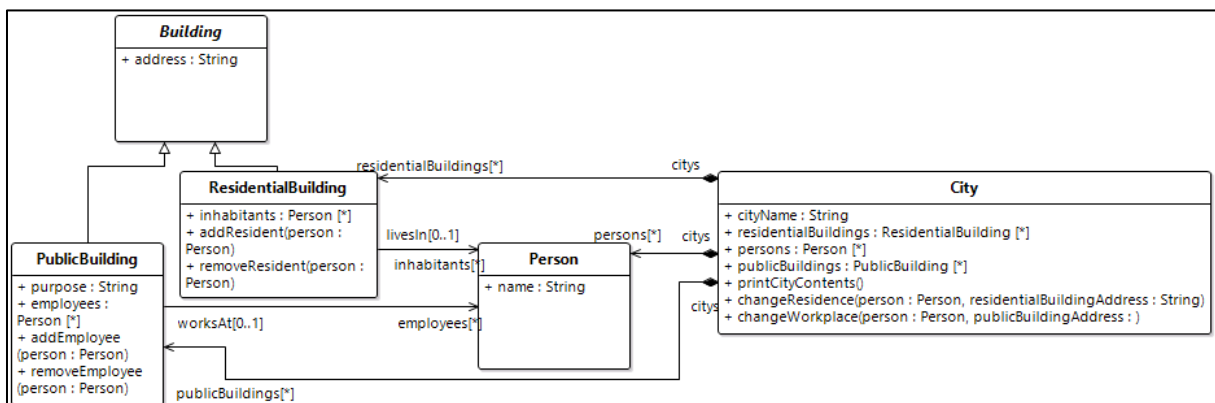 Building
+ address : String
residentialBuildings[*]
citys
ResidentialBuilding
+ inhabitants : Person [*]
+ addResident(person :
Person)
+ removeResident(person :
Person)
City
+ cityName : String
+ residentialBuildings : ResidentialBuilding [*]
+ persons : Person [*]
+ publicBuildings : PublicBuilding [*]
+ printCityContents()
+ changeResidence(person : Person, residentialBuildingAddress : String)
+ changeWorkplace(person : Person, publicBuildingAddress : )
livesIn[0..1]
inhabitants[*]
persons[*]
citys
PublicBuilding
+ purpose : String
+ employees :
Person [*]
+ addEmployee
(person : Person)
+ removeEmployee
(person : Person)
Person
+ name : String
worksAt[0..1]
employees[*]
citys
publicBuildings[*]